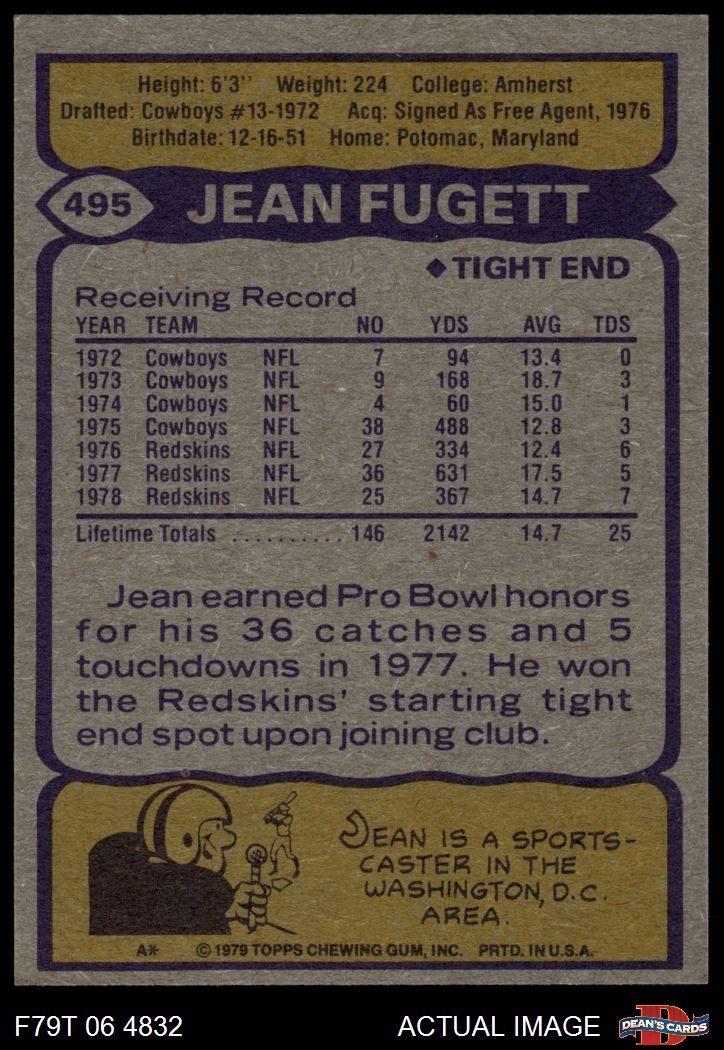 Height: 6'3'' Weight: 224 College: Amherst
Drafted: Cowboys #13-1972 Acq: Signed As Free Agent, 1976
Birthdate: 12-16-51 Home: Potomac, Maryland
495 JEAN FUGETT
◆TIGHT END
Receiving Record
YEAR TEAM NO YDS AVG TDS
1972 Cowboys NFL 7 94 13.4 0
1973 Cowboys NFL 9 168 18.7 3
1974 Cowboys NFL 4 60 15.0 1
1975 Cowboys NFL 38 488 12.8 3
1976 Redskins NFL 27 334 12.4 6
1977 Redskins NFL 36 631 17.5 5
1978 Redskins NFL 25 367 14.7 7
Lifetime Totals .......... 146 2142 14.7 25
Jean earned Pro Bowl honors
for his 36 catches and 5
touchdowns in 1977. He won
the Redskins' starting tight
end spot upon joining club.
JEAN IS A SPORTS-
CASTER IN THE
WASHINGTON, D.C.
AREA.
A* © 1979 TOPPS CHEWING GUM, INC. PRTD. IN U.S.A.
F79T 06 4832 ACTUAL IMAGE D DEAN'S CARDS